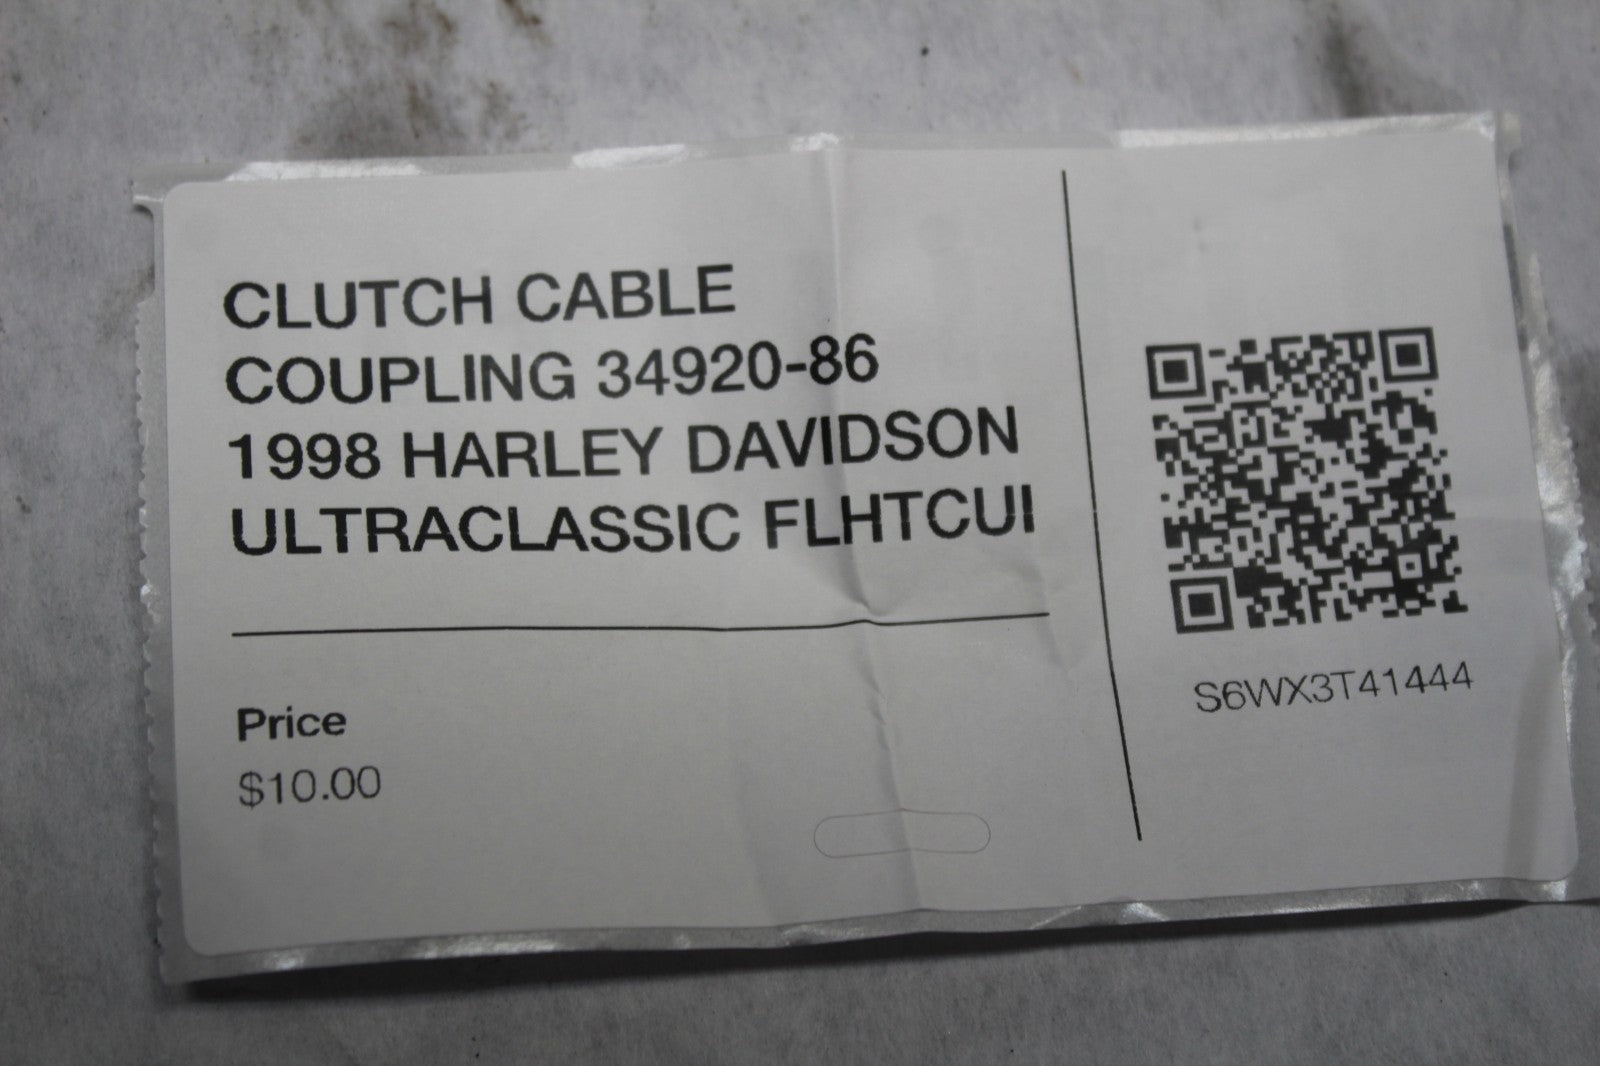 CLUTCH CABLE
COUPLING 34920-86
1998 HARLEY DAVIDSON
ULTRACLASSIC FLHTCUI
Price
$10.00
S6WX3T41444